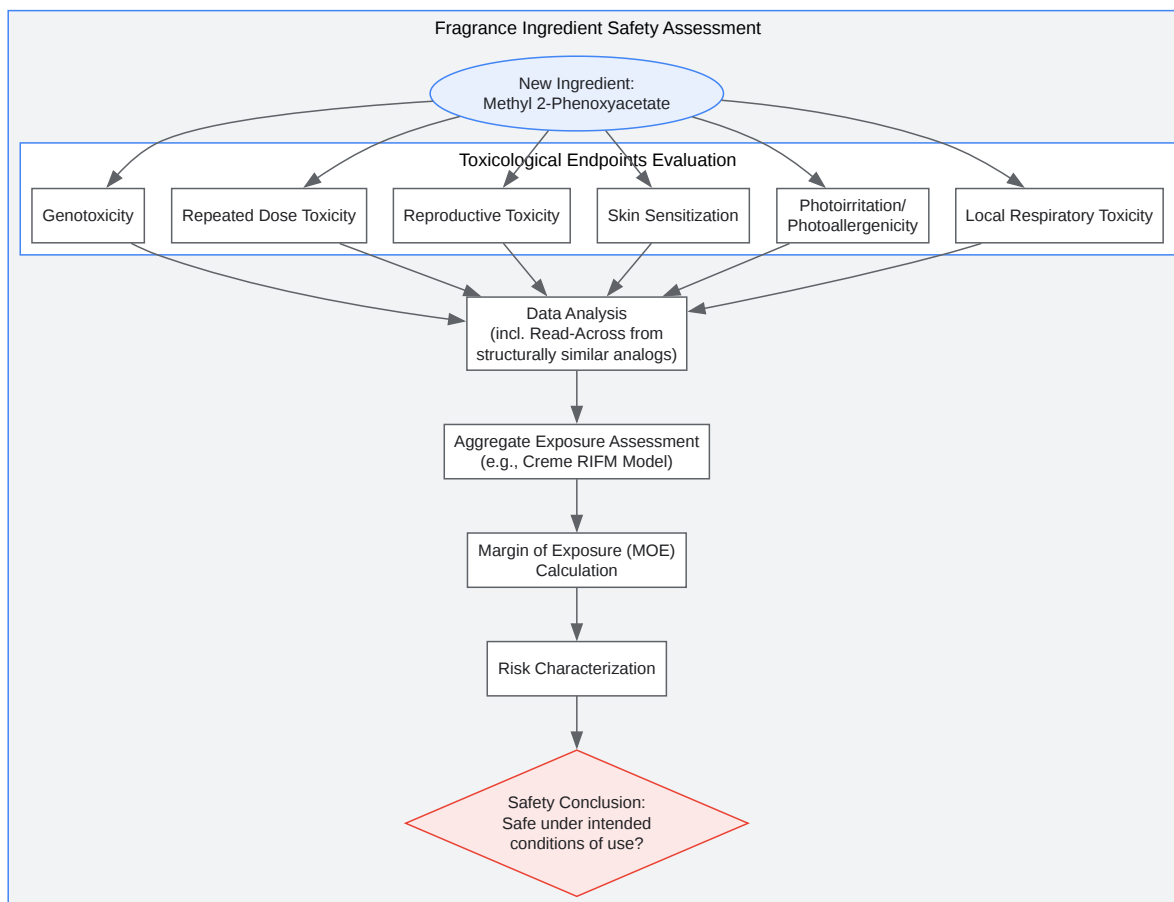 Fragrance Ingredient Safety Assessment
New Ingredient:
Methyl 2-Phenoxyacetate
Toxicological Endpoints Evaluation
Genotoxicity
Repeated Dose Toxicity
Reproductive Toxicity
Skin Sensitization
Photoirritation/
Photoallergenicity
Local Respiratory Toxicity
Data Analysis
(incl. Read-Across from
structurally similar analogs)
Aggregate Exposure Assessment
(e.g., Creme RIFM Model)
Margin of Exposure (MOE)
Calculation
Risk Characterization
Safety Conclusion:
Safe under intended
conditions of use?